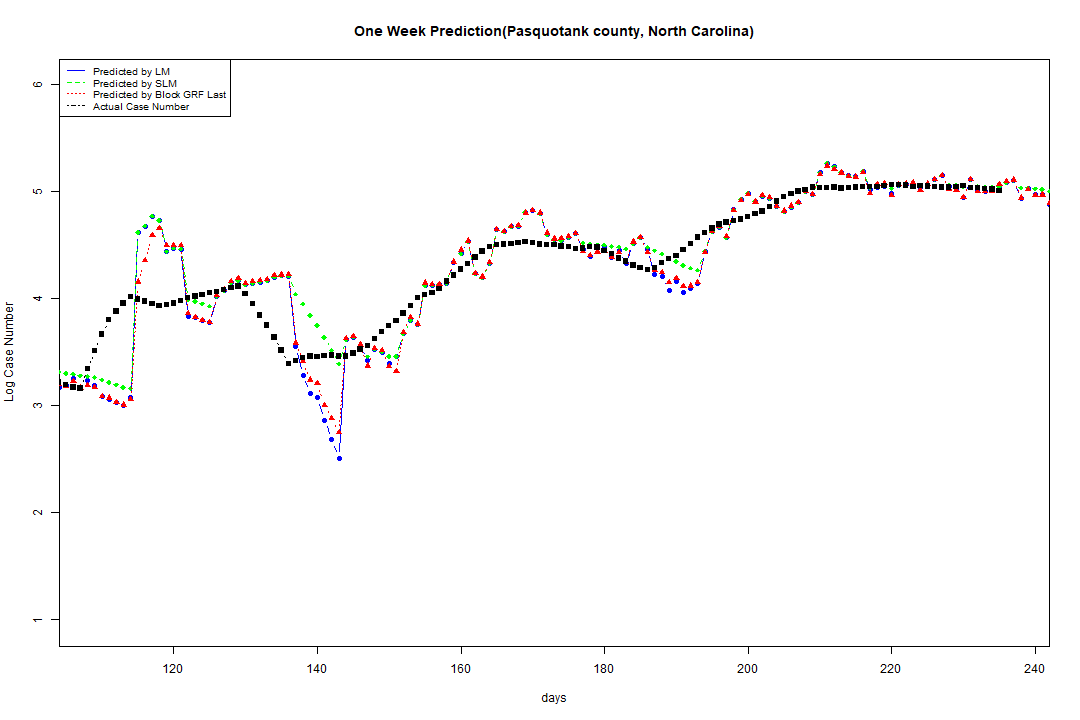 One Week Prediction(Pasquotank county, North Carolina)
Predicted by LM
Predicted by SLM
Predicted by Block GRF Last
Actual Case Number
6
5
4
3
2
1
Log Case Number
120 140 160 180 200 220 240
days